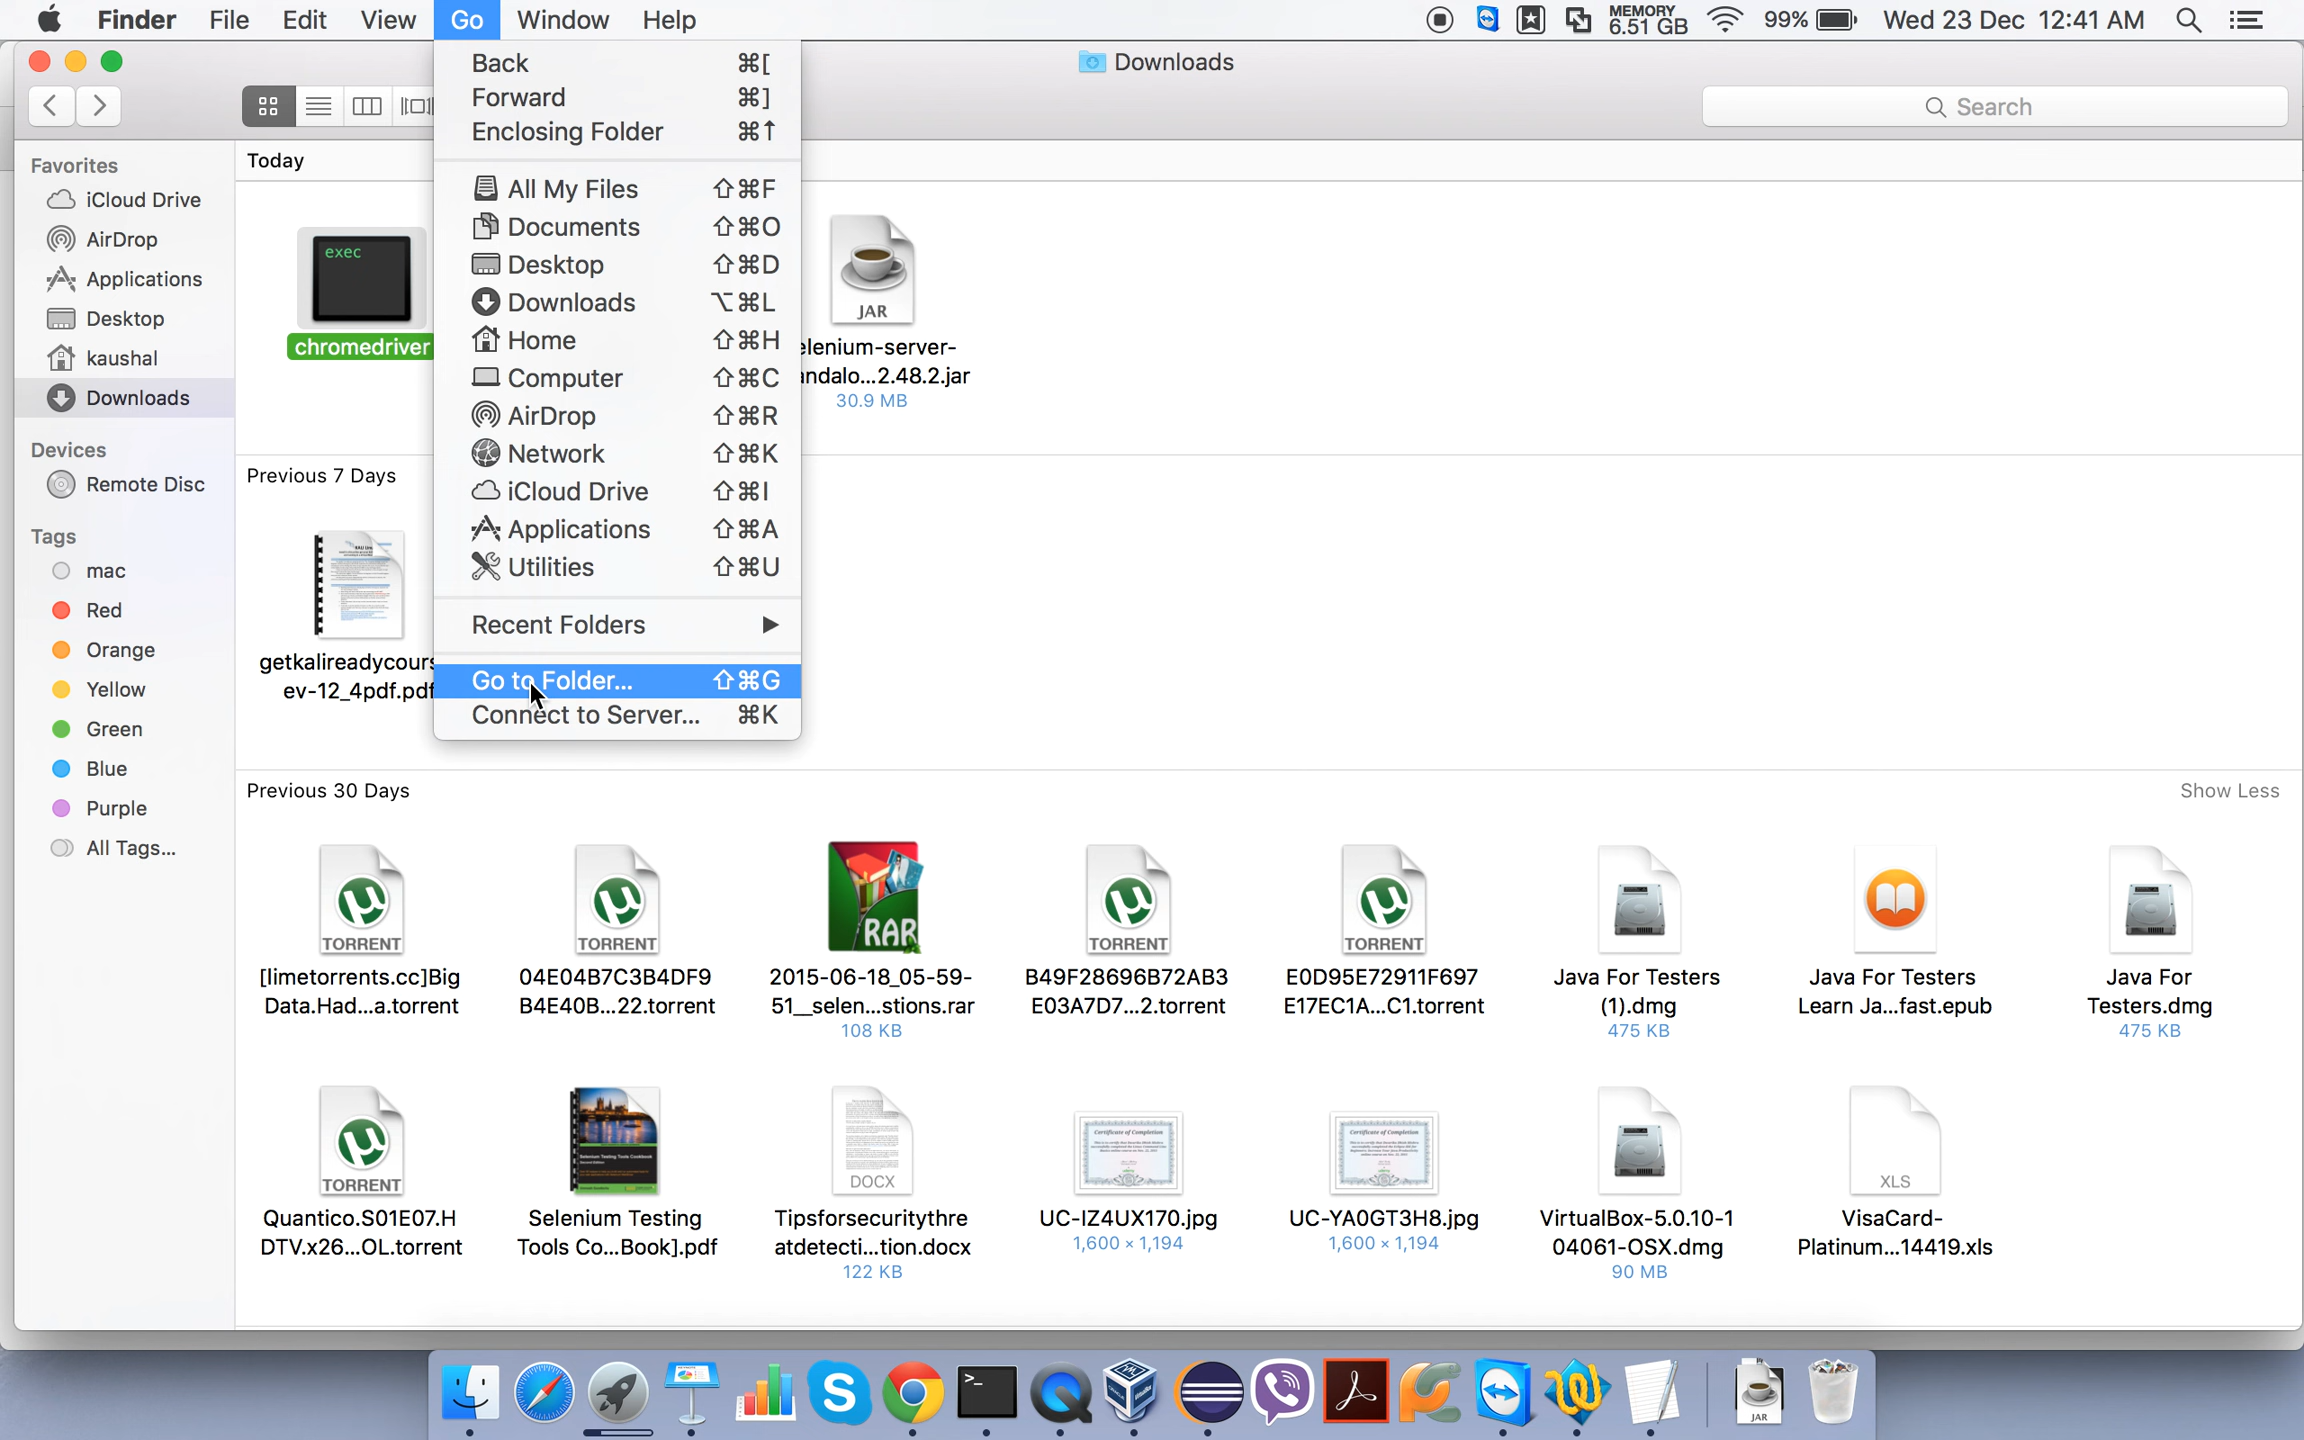 Finder File Edit View Go Window Help MEMORY 6.51 GB 99% Wed 23 Dec 12:41 AM
Downloads
Search
Back ⌘[
Forward ⌘]
Enclosing Folder ⌘↑
All My Files ⇧⌘F
Documents ⇧⌘O
Desktop ⇧⌘D
Downloads ⌥⌘L
Home ⇧⌘H
Computer ⇧⌘C
AirDrop ⇧⌘R
Network ⇧⌘K
iCloud Drive ⇧⌘I
Applications ⇧⌘A
Utilities ⇧⌘U
Recent Folders ▶
Go to Folder... ⇧⌘G
Connect to Server... ⌘K
Favorites
iCloud Drive
AirDrop
Applications
Desktop
kaushal
Downloads
Devices
Remote Disc
Tags
mac
Red
Orange
Yellow
Green
Blue
Purple
All Tags...
Today
exec
chromedriver
JAR
elenium-server-
andalo...2.48.2.jar
30.9 MB
Previous 7 Days
getkalireadycours
ev-12_4pdf.pdf
Previous 30 Days Show Less
TORRENT TORRENT RAR TORRENT TORRENT
[limetorrents.cc]Big 04E04B7C3B4DF9 2015-06-18_05-59- B49F28696B72AB3 E0D95E72911F697 Java For Testers Java For Testers Java For
Data.Had...a.torrent B4E40B...22.torrent 51__selen...stions.rar E03A7D7...2.torrent E17EC1A...C1.torrent (1).dmg Learn Ja...fast.epub Testers.dmg
108 KB 475 KB 475 KB
Selenium Testing Tools Cookbook
Certificate of Completion Certificate of Completion
TORRENT DOCX XLS
Quantico.S01E07.H Selenium Testing Tipsforsecuritythre UC-IZ4UX170.jpg UC-YA0GT3H8.jpg VirtualBox-5.0.10-1 VisaCard-
DTV.x26...OL.torrent Tools Co...Book].pdf atdetecti...tion.docx 1,600 × 1,194 1,600 × 1,194 04061-OSX.dmg Platinum...14419.xls
122 KB 90 MB
JAR